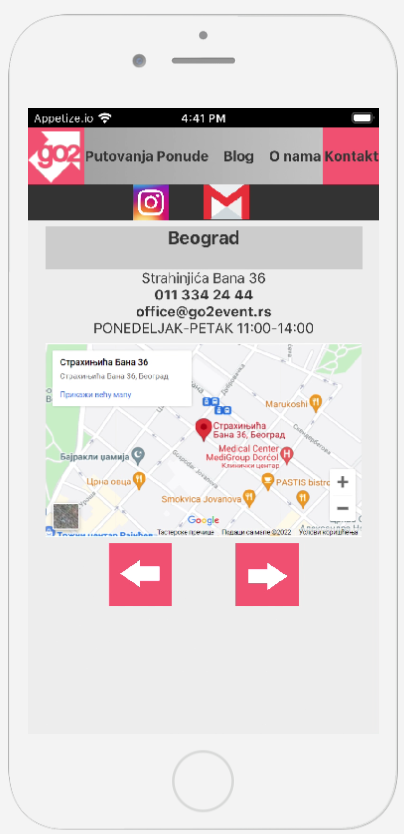 Appetize.io 4:41 PM
go2 Putovanja Ponude Blog O nama Kontakt
Beograd
Strahinjića Bana 36
011 334 24 44
office@go2event.rs
PONEDELJAK-PETAK 11:00-14:00
Страхињића Бана 36
Страхињића Бана 36, Београд
Прикажи већу мапу
Добрачина
Marukoshi
Страхињића
Бана 36, Београд
Medical Center
MediGroup Dorćol
Клинички центар
Бајракли џамија
Господар Јованова
Црна овца
PASTIS bistro
Smokvica Jovanova
+
−
Google
Тастерске пречице Подаци мапе ©2022 Услови коришћења